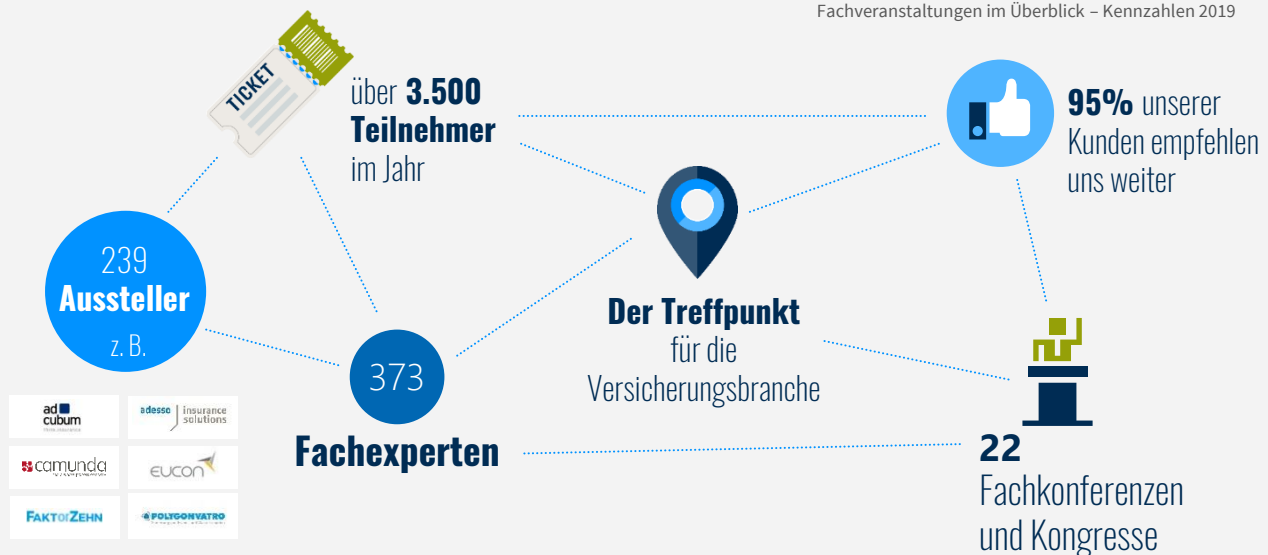 Fachveranstaltungen im Überblick – Kennzahlen 2019
TICKET
über 3.500
Teilnehmer
im Jahr
95% unserer
Kunden empfehlen
uns weiter
239
Aussteller
z. B.
Der Treffpunkt
für die
Versicherungsbranche
373
Fachexperten
22
Fachkonferenzen
und Kongresse
ad
cubum
adesso insurance
solutions
camunda
EUCON
FAKTOR ZEHN
POLYGONVATRO